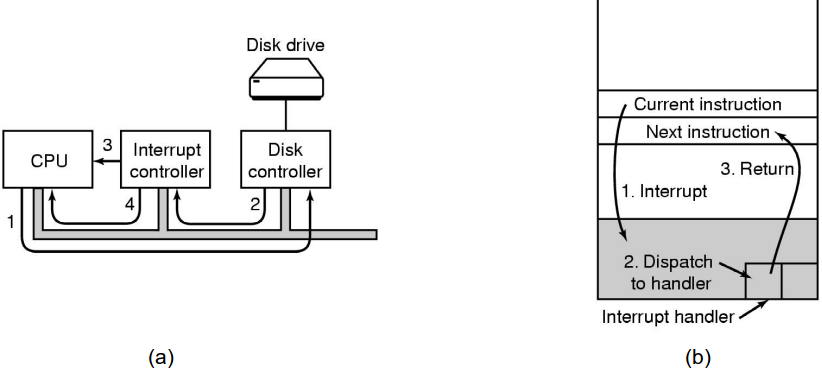 Disk drive
CPU
3
Interrupt
controller
Disk
controller
1
4
2
(a)
Current instruction
Next instruction
3. Return
1. Interrupt
2. Dispatch
to handler
Interrupt handler
(b)